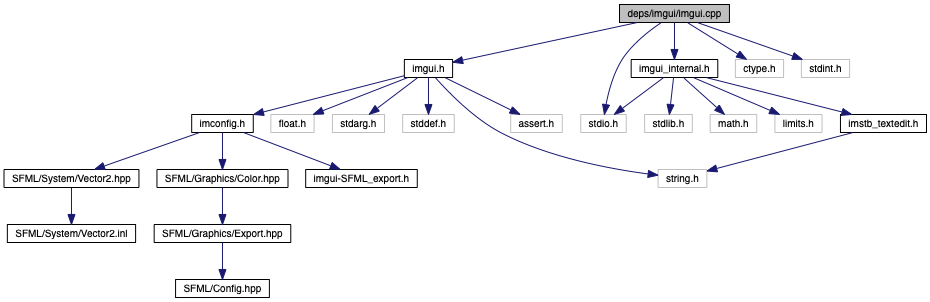 deps/imgui/imgui.cpp
imgui.h
imgui_internal.h
ctype.h
stdint.h
imconfig.h
float.h
stdarg.h
stddef.h
assert.h
stdio.h
stdlib.h
math.h
limits.h
imstb_textedit.h
SFML/System/Vector2.hpp
SFML/Graphics/Color.hpp
imgui-SFML_export.h
string.h
SFML/System/Vector2.inl
SFML/Graphics/Export.hpp
SFML/Config.hpp